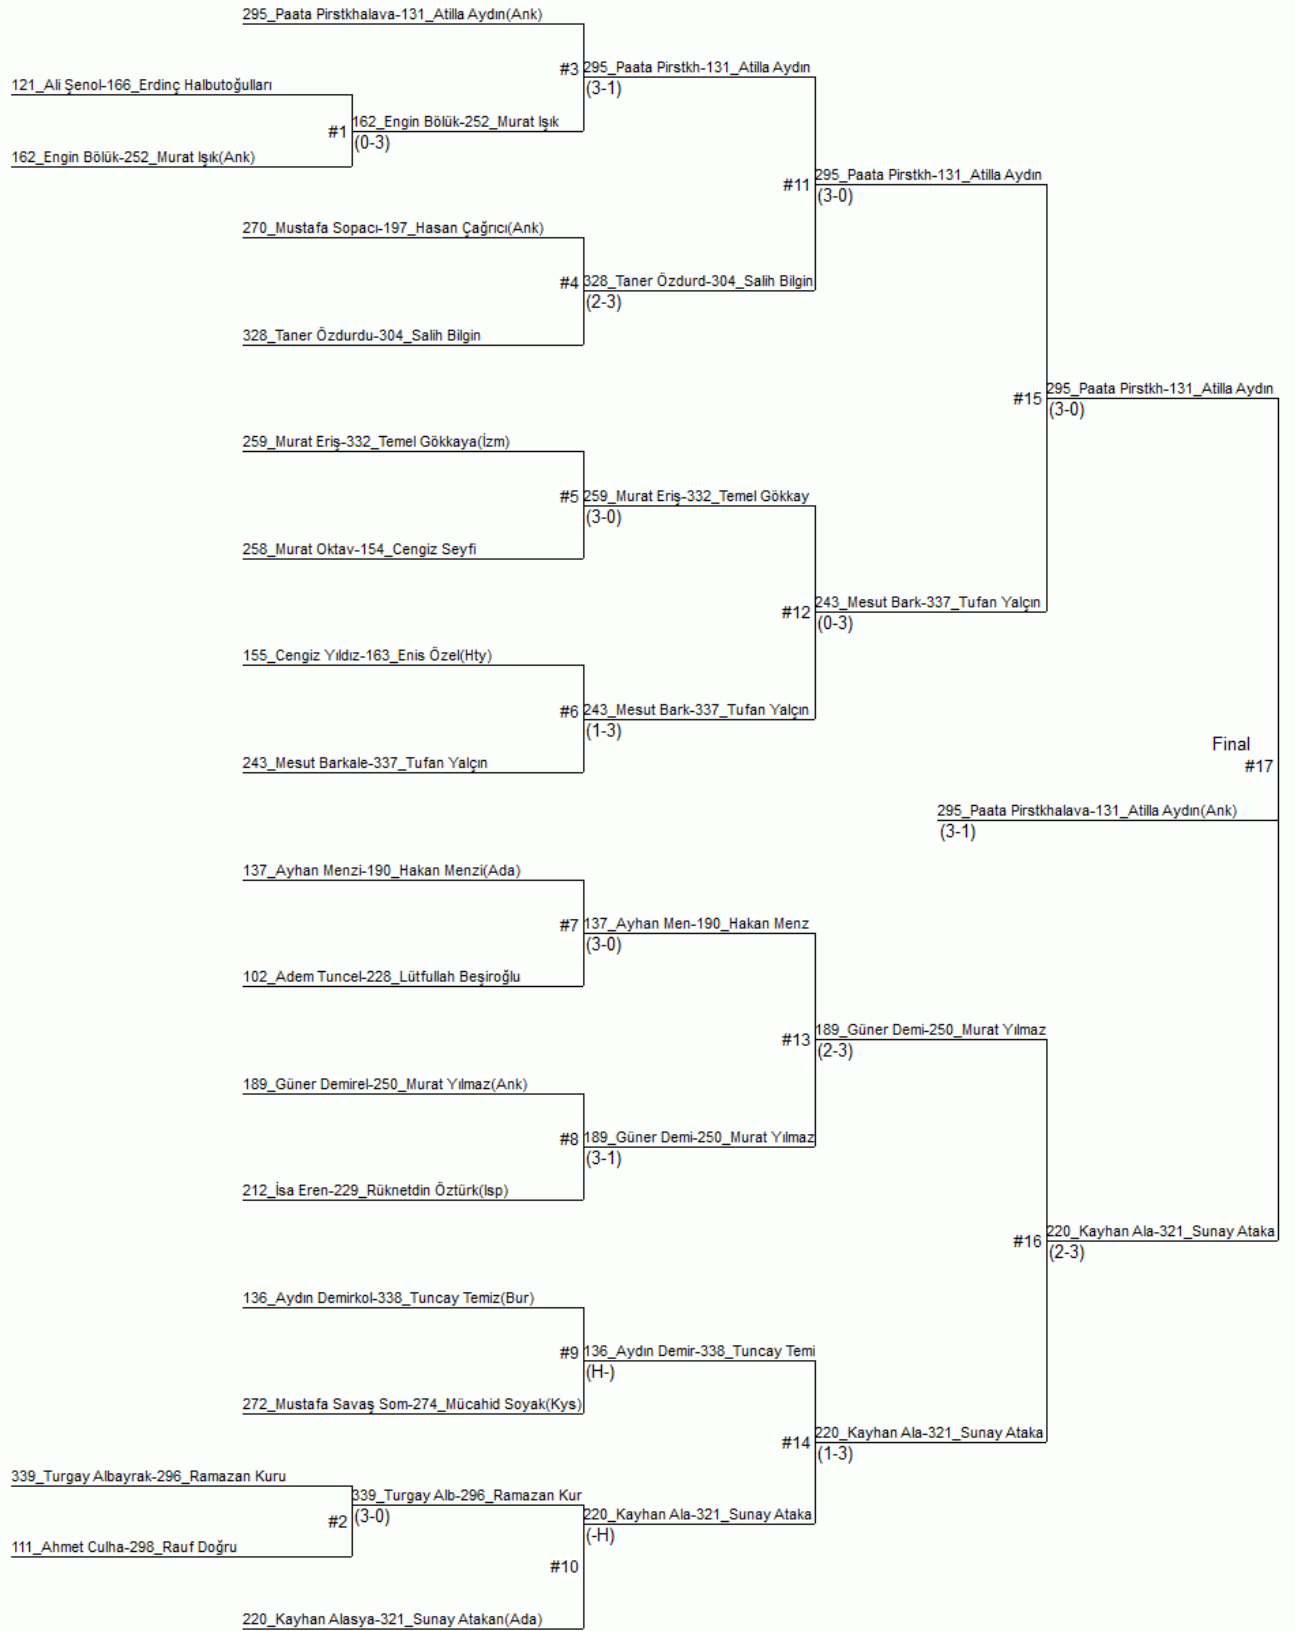 295_Paata Pirstkhalava-131_Atilla Aydın(Ank)
#3
295_Paata Pirstkh-131_Atilla Aydın
(3-1)
121_Ali Şenol-166_Erdinç Halbutoğulları
#1
162_Engin Bölük-252_Murat Işık
(0-3)
162_Engin Bölük-252_Murat Işık(Ank)
#11
295_Paata Pirstkh-131_Atilla Aydın
(3-0)
270_Mustafa Sopacı-197_Hasan Çağrıcı(Ank)
#4
328_Taner Özdurd-304_Salih Bilgin
(2-3)
328_Taner Özdurdu-304_Salih Bilgin
#15
295_Paata Pirstkh-131_Atilla Aydın
(3-0)
259_Murat Eriş-332_Temel Gökkaya(İzm)
#5
259_Murat Eriş-332_Temel Gökkay
(3-0)
258_Murat Oktav-154_Cengiz Seyfi
#12
243_Mesut Bark-337_Tufan Yalçın
(0-3)
155_Cengiz Yıldız-163_Enis Özel(Hty)
#6
243_Mesut Bark-337_Tufan Yalçın
(1-3)
243_Mesut Barkale-337_Tufan Yalçın
Final
#17
295_Paata Pirstkhalava-131_Atilla Aydın(Ank)
(3-1)
137_Ayhan Menzi-190_Hakan Menzi(Ada)
#7
137_Ayhan Men-190_Hakan Menz
(3-0)
102_Adem Tuncel-228_Lütfullah Beşiroğlu
#13
189_Güner Demi-250_Murat Yılmaz
(2-3)
189_Güner Demirel-250_Murat Yılmaz(Ank)
#8
189_Güner Demi-250_Murat Yılmaz
(3-1)
212_İsa Eren-229_Rüknetdin Öztürk(Isp)
#16
220_Kayhan Ala-321_Sunay Ataka
(2-3)
136_Aydın Demirkol-338_Tuncay Temiz(Bur)
#9
136_Aydın Demir-338_Tuncay Temi
(H-)
272_Mustafa Savaş Som-274_Mücahid Soyak(Kys)
#14
220_Kayhan Ala-321_Sunay Ataka
(1-3)
339_Turgay Albayrak-296_Ramazan Kuru
#2
339_Turgay Alb-296_Ramazan Kur
(3-0)
111_Ahmet Culha-298_Rauf Doğru
220_Kayhan Ala-321_Sunay Ataka
(-H)
#10
220_Kayhan Alasya-321_Sunay Atakan(Ada)